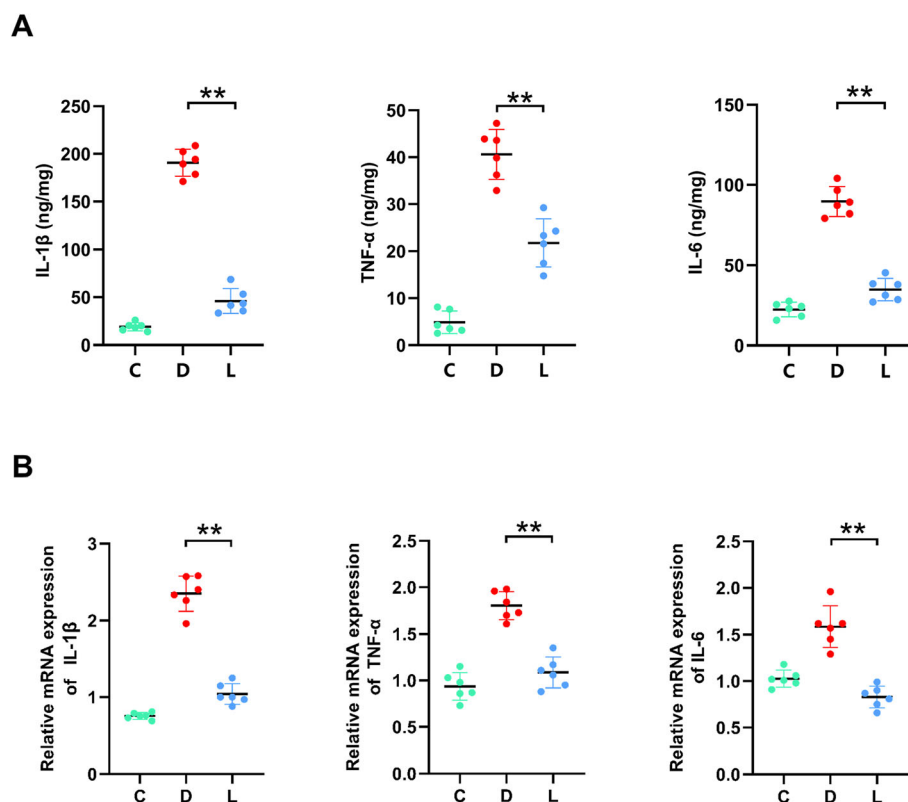 A
IL-1β (ng/mg)
250
200
150
100
50
0
**
C D L
TNF-α (ng/mg)
50
40
30
20
10
0
**
C D L
IL-6 (ng/mg)
150
100
50
0
**
C D L
B
Relative mRNA expression
of IL-1β
3
2
1
0
**
C D L
Relative mRNA expression
of TNF-α
2.5
2.0
1.5
1.0
0.5
0.0
**
C D L
Relative mRNA expression
of IL-6
2.5
2.0
1.5
1.0
0.5
0.0
**
C D L